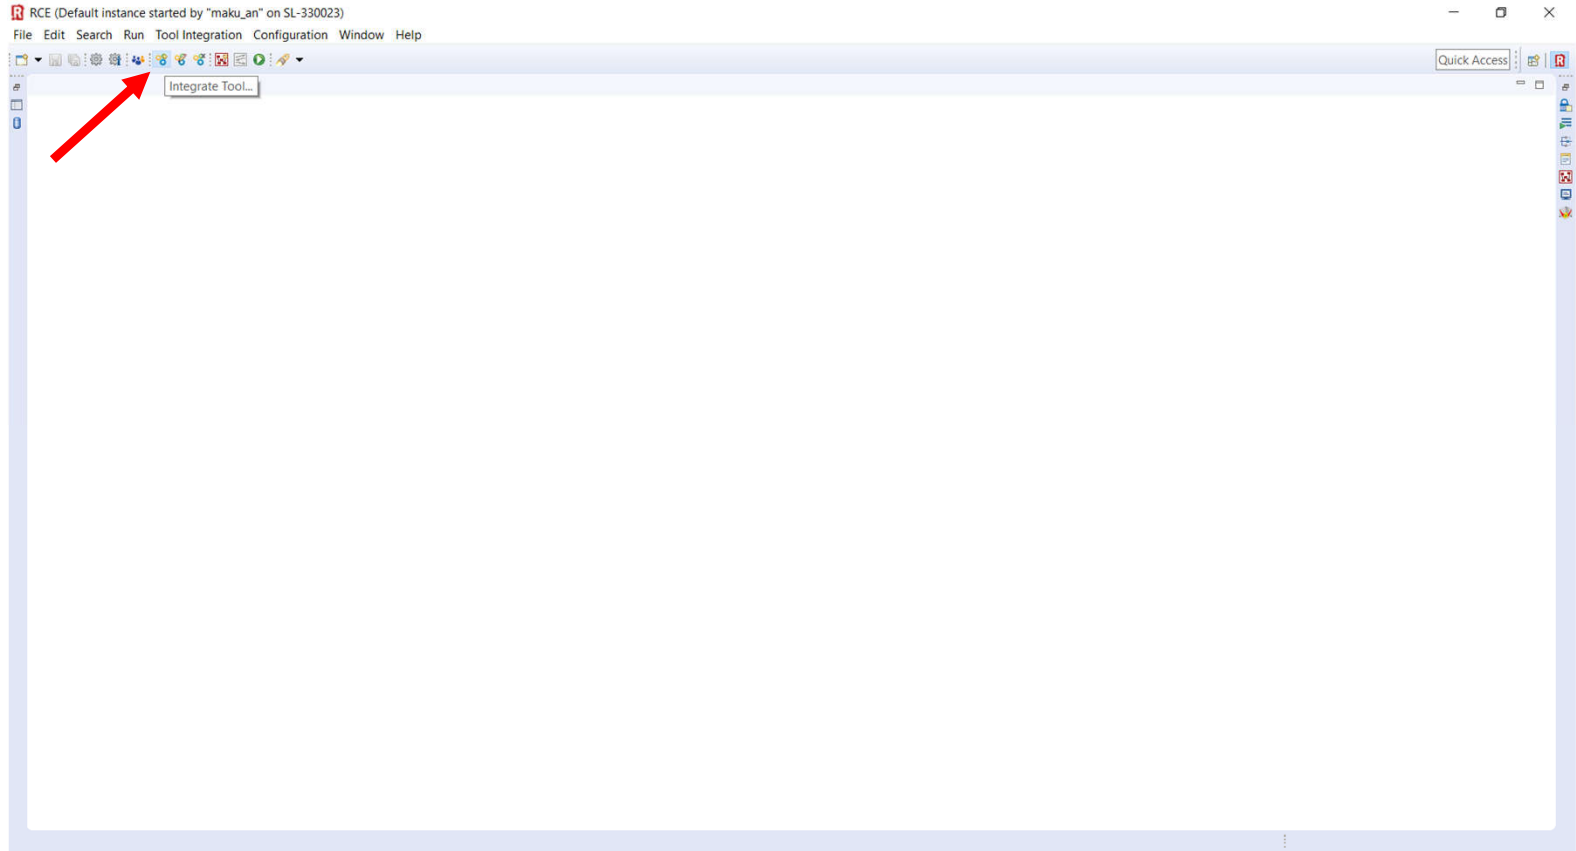 RCE (Default instance started by "maku_an" on SL-330023)
File Edit Search Run Tool Integration Configuration Window Help
Quick Access
Integrate Tool...